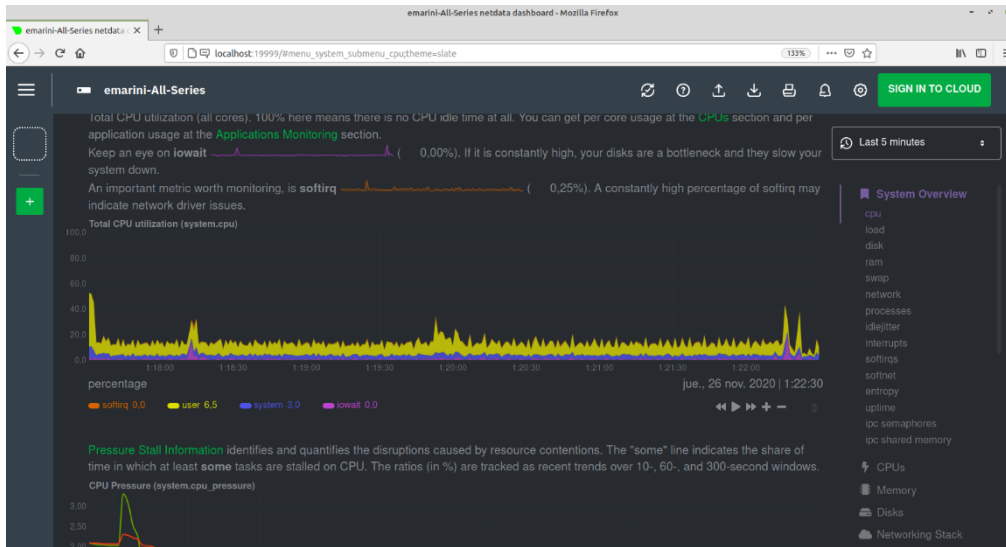 emarini-All-Series netdata dashboard - Mozilla Firefox
emarini-All-Series netdata
localhost:19999/#menu_system_submenu_cpu;theme=slate
133%
emarini-All-Series
SIGN IN TO CLOUD
Total CPU utilization (all cores). 100% here means there is no CPU idle time at all. You can get per core usage at the CPUs section and per
application usage at the Applications Monitoring section.
Keep an eye on iowait ( 0,00%). If it is constantly high, your disks are a bottleneck and they slow your
system down.
An important metric worth monitoring, is softirq ( 0,25%). A constantly high percentage of softirq may
indicate network driver issues.
Total CPU utilization (system.cpu)
100,0
80,0
60,0
40,0
20,0
0,0
1:18:00 1:18:30 1:19:00 1:19:30 1:20:00 1:20:30 1:21:00 1:21:30 1:22:00
percentage
jue., 26 nov. 2020 | 1:22:30
softirq 0,0 user 6,5 system 3,0 iowait 0,0
Pressure Stall Information identifies and quantifies the disruptions caused by resource contentions. The "some" line indicates the share of
time in which at least some tasks are stalled on CPU. The ratios (in %) are tracked as recent trends over 10-, 60-, and 300-second windows.
CPU Pressure (system.cpu_pressure)
3.00
2.50
2.00
Last 5 minutes
System Overview
cpu
load
disk
ram
swap
network
processes
idlejitter
interrupts
softirqs
softnet
entropy
uptime
ipc semaphores
ipc shared memory
CPUs
Memory
Disks
Networking Stack